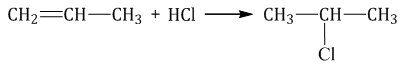 CH₂=CH—CH₃ + HCl ⟶ CH₃—CH—CH₃
Cl